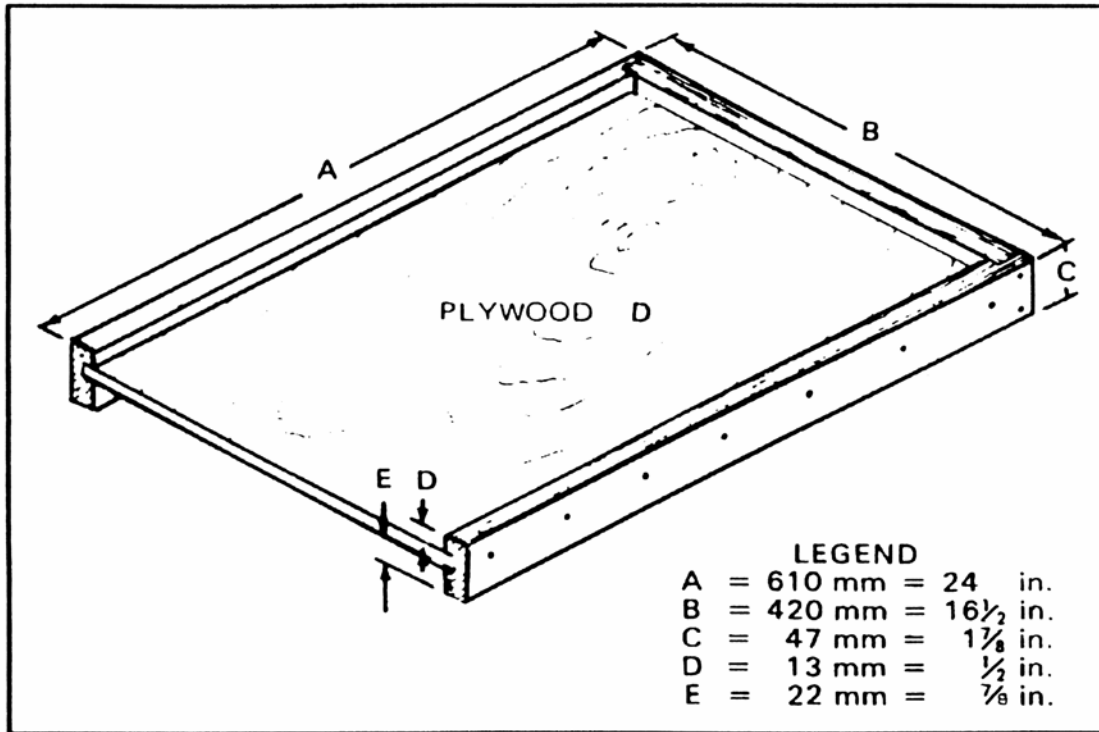 A
B
C
PLYWOOD D
E D
LEGEND
A = 610 mm = 24 in.
B = 420 mm = 16½ in.
C = 47 mm = 1⅞ in.
D = 13 mm = ½ in.
E = 22 mm = ⅞ in.